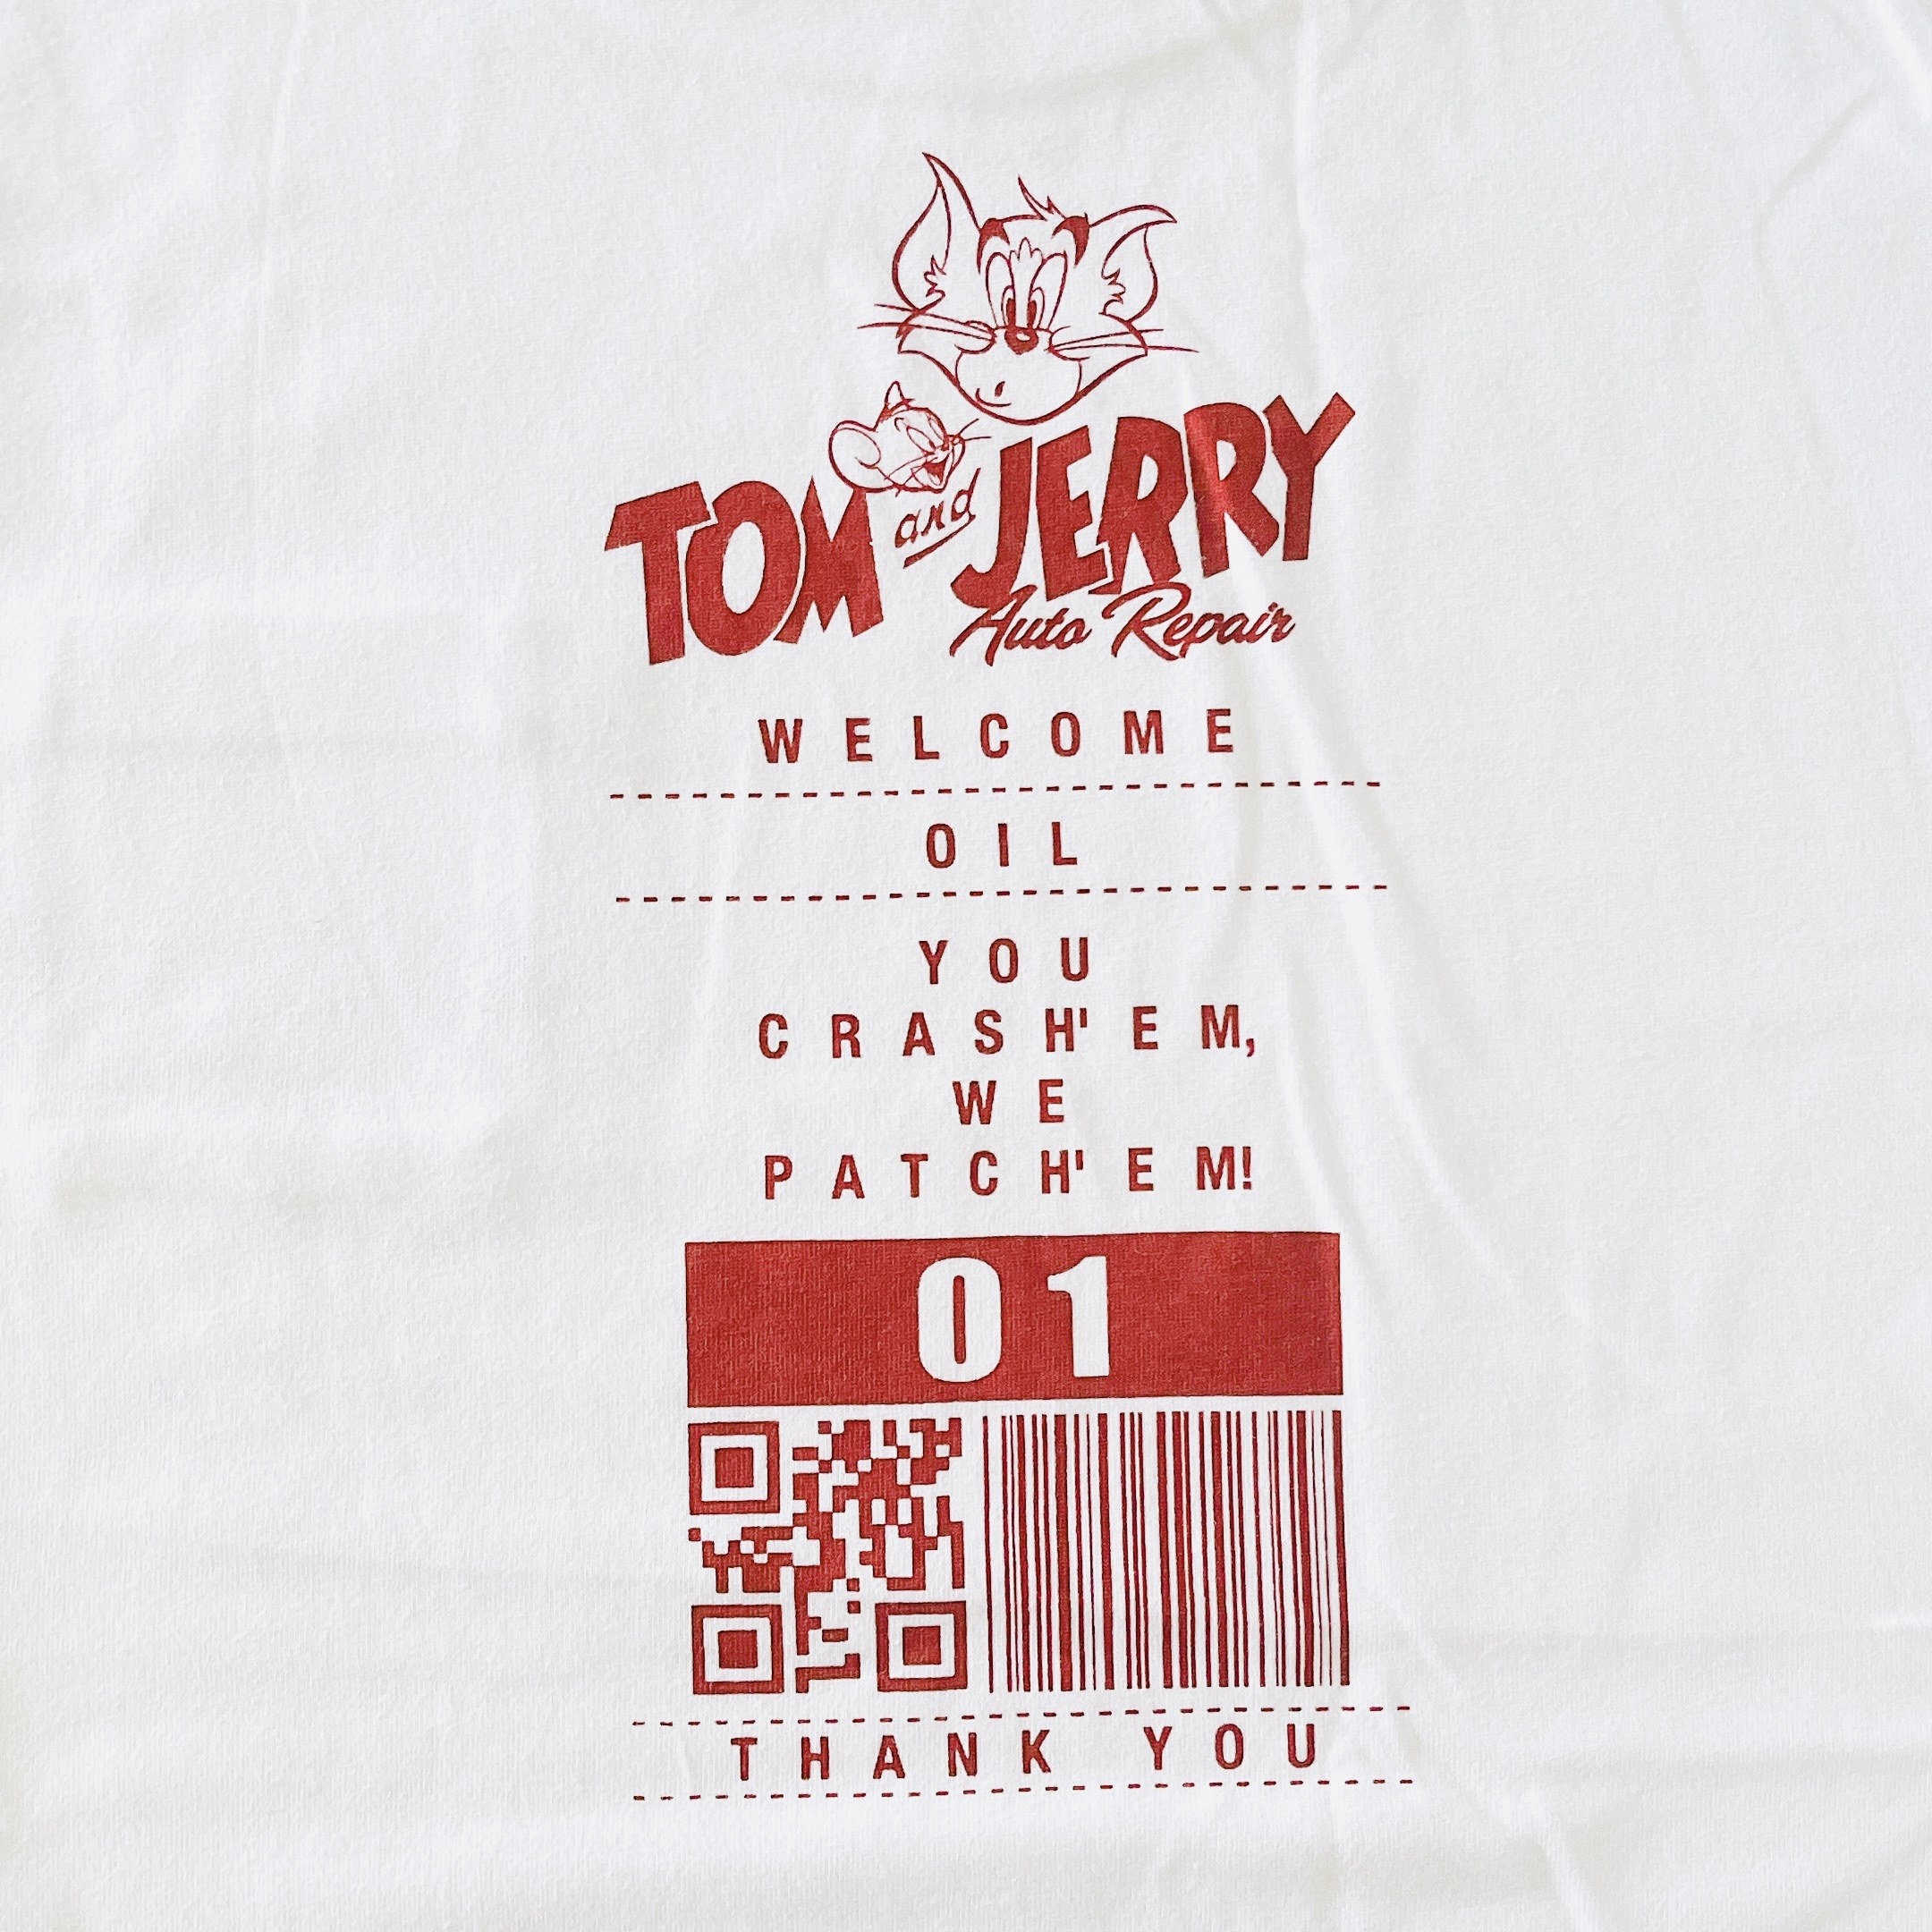 TOM and JERRY
Auto Repair
WELCOME
OIL
YOU
CRASH'EM,
WE
PATCH'EM!
01
THANK YOU